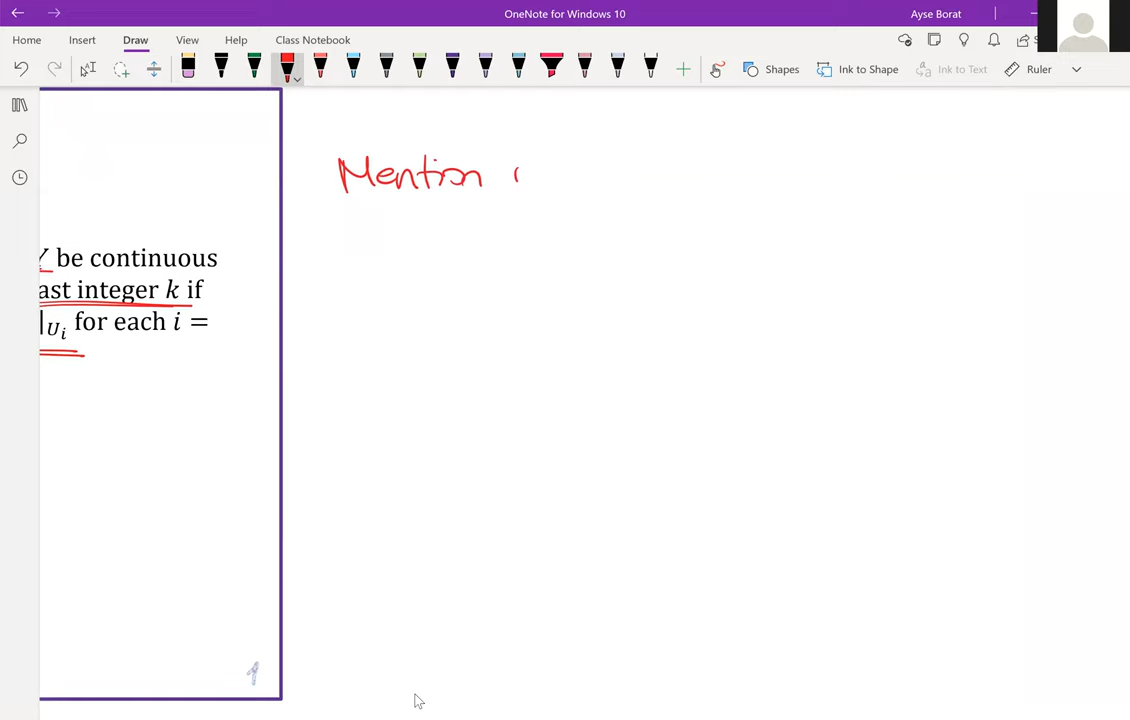 OneNote for Windows 10
Ayse Borat
Home Insert Draw View Help Class Notebook
Shapes Ink to Shape Ink to Text Ruler
Mention
be continuous
ast integer k if
|Ui for each i =
1